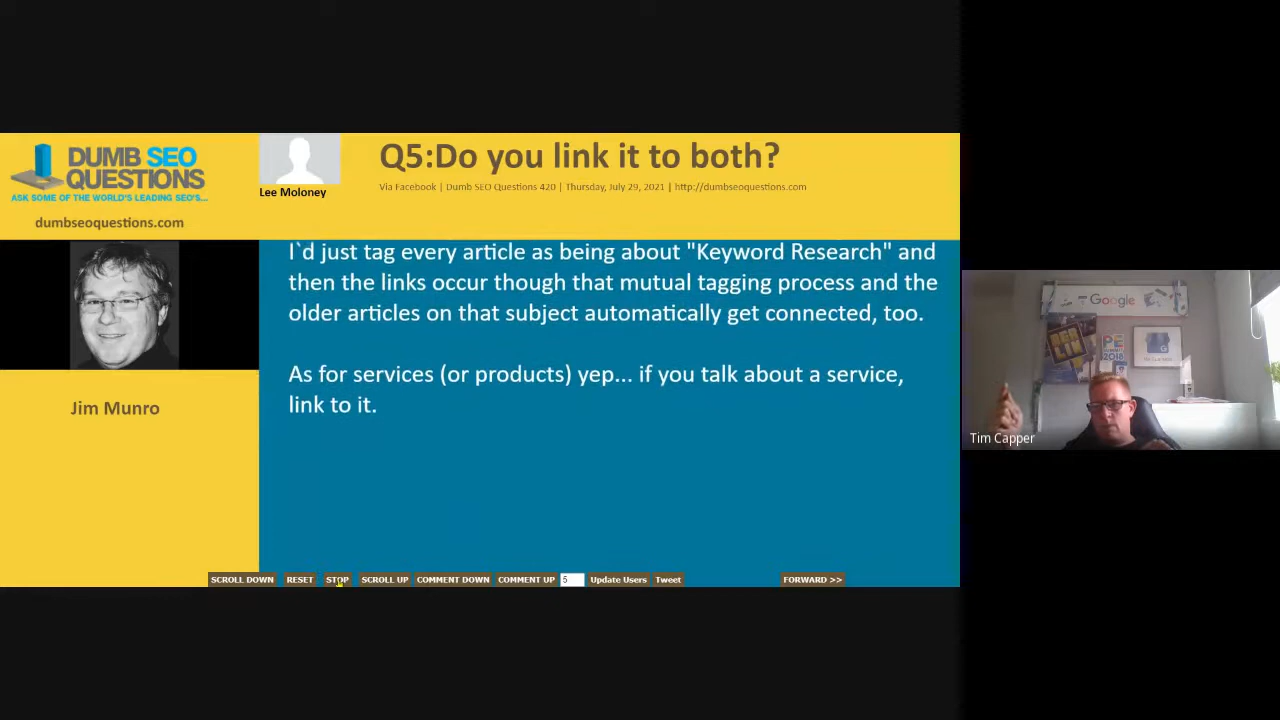 DUMB SEO
QUESTIONS
ASK SOME OF THE WORLD'S LEADING SEO'S...
dumbseoquestions.com
Lee Moloney
Q5:Do you link it to both?
Via Facebook | Dumb SEO Questions 420 | Thursday, July 29, 2021 | http://dumbseoquestions.com
I`d just tag every article as being about "Keyword Research" and
then the links occur though that mutual tagging process and the
older articles on that subject automatically get connected, too.
As for services (or products) yep... if you talk about a service,
link to it.
Jim Munro
Google
PE
SUMMIT
2018
Tim Capper
SCROLL DOWN RESET STOP SCROLL UP COMMENT DOWN COMMENT UP 5 Update Users Tweet FORWARD >>